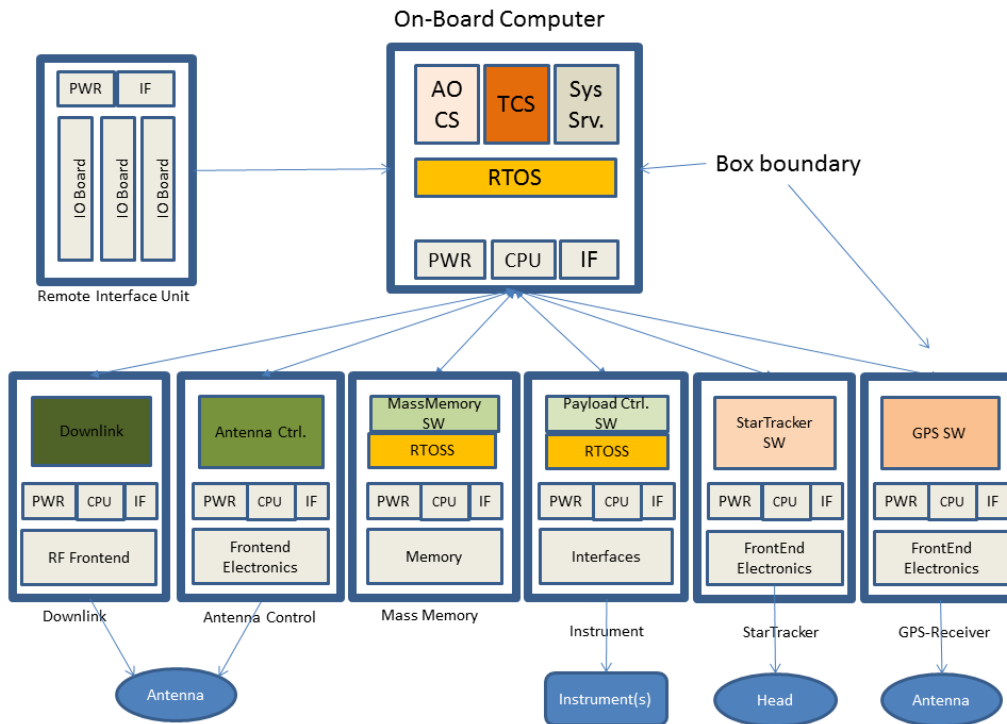 On-Board Computer
PWR
IF
IO Board
IO Board
IO Board
Remote Interface Unit
AO
CS
TCS
Sys
Srv.
RTOS
PWR
CPU
IF
Box boundary
Downlink
PWR
CPU
IF
RF Frontend
Downlink
Antenna Ctrl.
PWR
CPU
IF
Frontend
Electronics
Antenna Control
MassMemory
SW
RTOSS
PWR
CPU
IF
Memory
Mass Memory
Payload Ctrl.
SW
RTOSS
PWR
CPU
IF
Interfaces
Instrument
StarTracker
SW
PWR
CPU
IF
FrontEnd
Electronics
StarTracker
GPS SW
PWR
CPU
IF
FrontEnd
Electronics
GPS-Receiver
Antenna
Instrument(s)
Head
Antenna